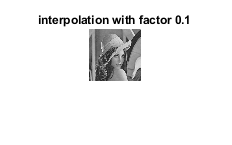 interpolation with factor 0.1